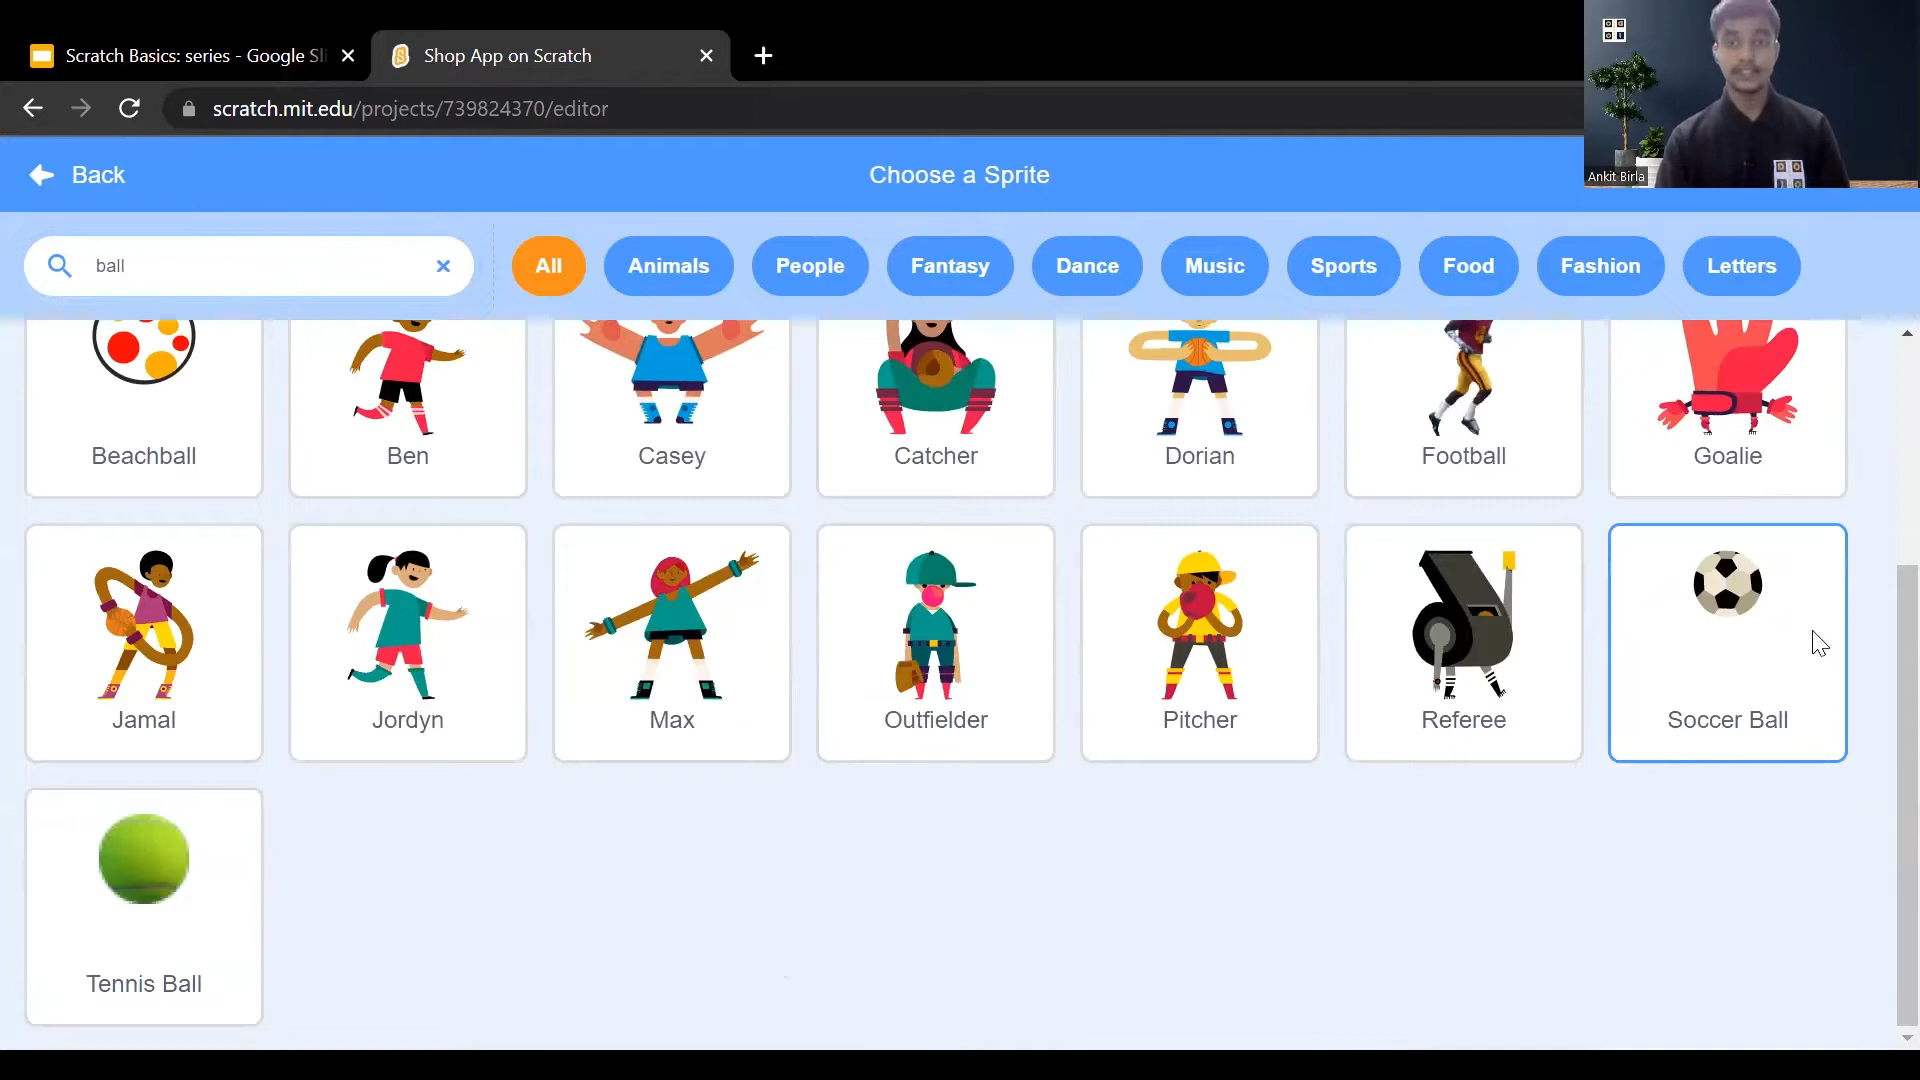 Scratch Basics: series - Google Sli
Shop App on Scratch
scratch.mit.edu/projects/739824370/editor
Back
Choose a Sprite
Ankit Birla
ball
All
Animals
People
Fantasy
Dance
Music
Sports
Food
Fashion
Letters
Beachball
Ben
Casey
Catcher
Dorian
Football
Goalie
Jamal
Jordyn
Max
Outfielder
Pitcher
Referee
Soccer Ball
Tennis Ball